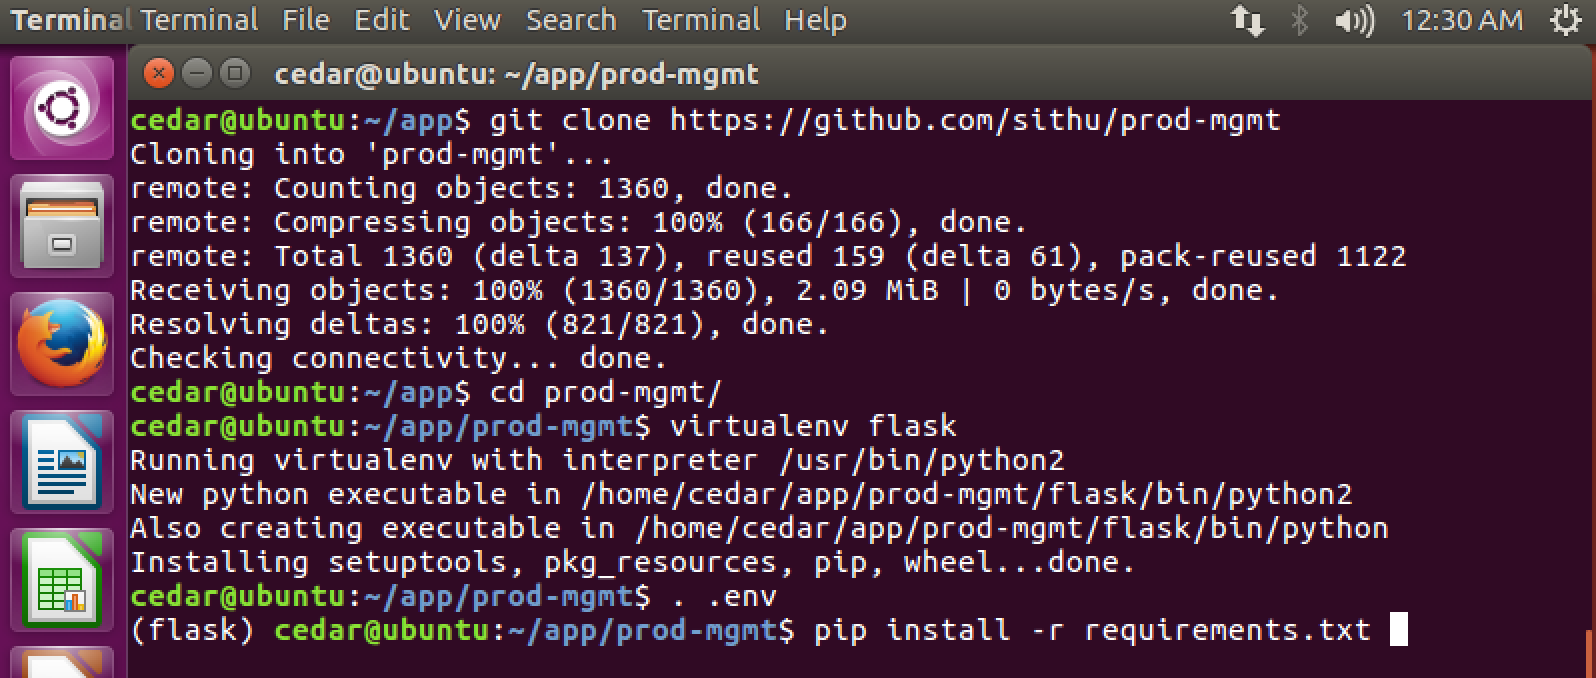 Terminal Terminal File Edit View Search Terminal Help 12:30 AM
cedar@ubuntu: ~/app/prod-mgmt
cedar@ubuntu:~/app$ git clone https://github.com/sithu/prod-mgmt
Cloning into 'prod-mgmt'...
remote: Counting objects: 1360, done.
remote: Compressing objects: 100% (166/166), done.
remote: Total 1360 (delta 137), reused 159 (delta 61), pack-reused 1122
Receiving objects: 100% (1360/1360), 2.09 MiB | 0 bytes/s, done.
Resolving deltas: 100% (821/821), done.
Checking connectivity... done.
cedar@ubuntu:~/app$ cd prod-mgmt/
cedar@ubuntu:~/app/prod-mgmt$ virtualenv flask
Running virtualenv with interpreter /usr/bin/python2
New python executable in /home/cedar/app/prod-mgmt/flask/bin/python2
Also creating executable in /home/cedar/app/prod-mgmt/flask/bin/python
Installing setuptools, pkg_resources, pip, wheel...done.
cedar@ubuntu:~/app/prod-mgmt$ . .env
(flask) cedar@ubuntu:~/app/prod-mgmt$ pip install -r requirements.txt